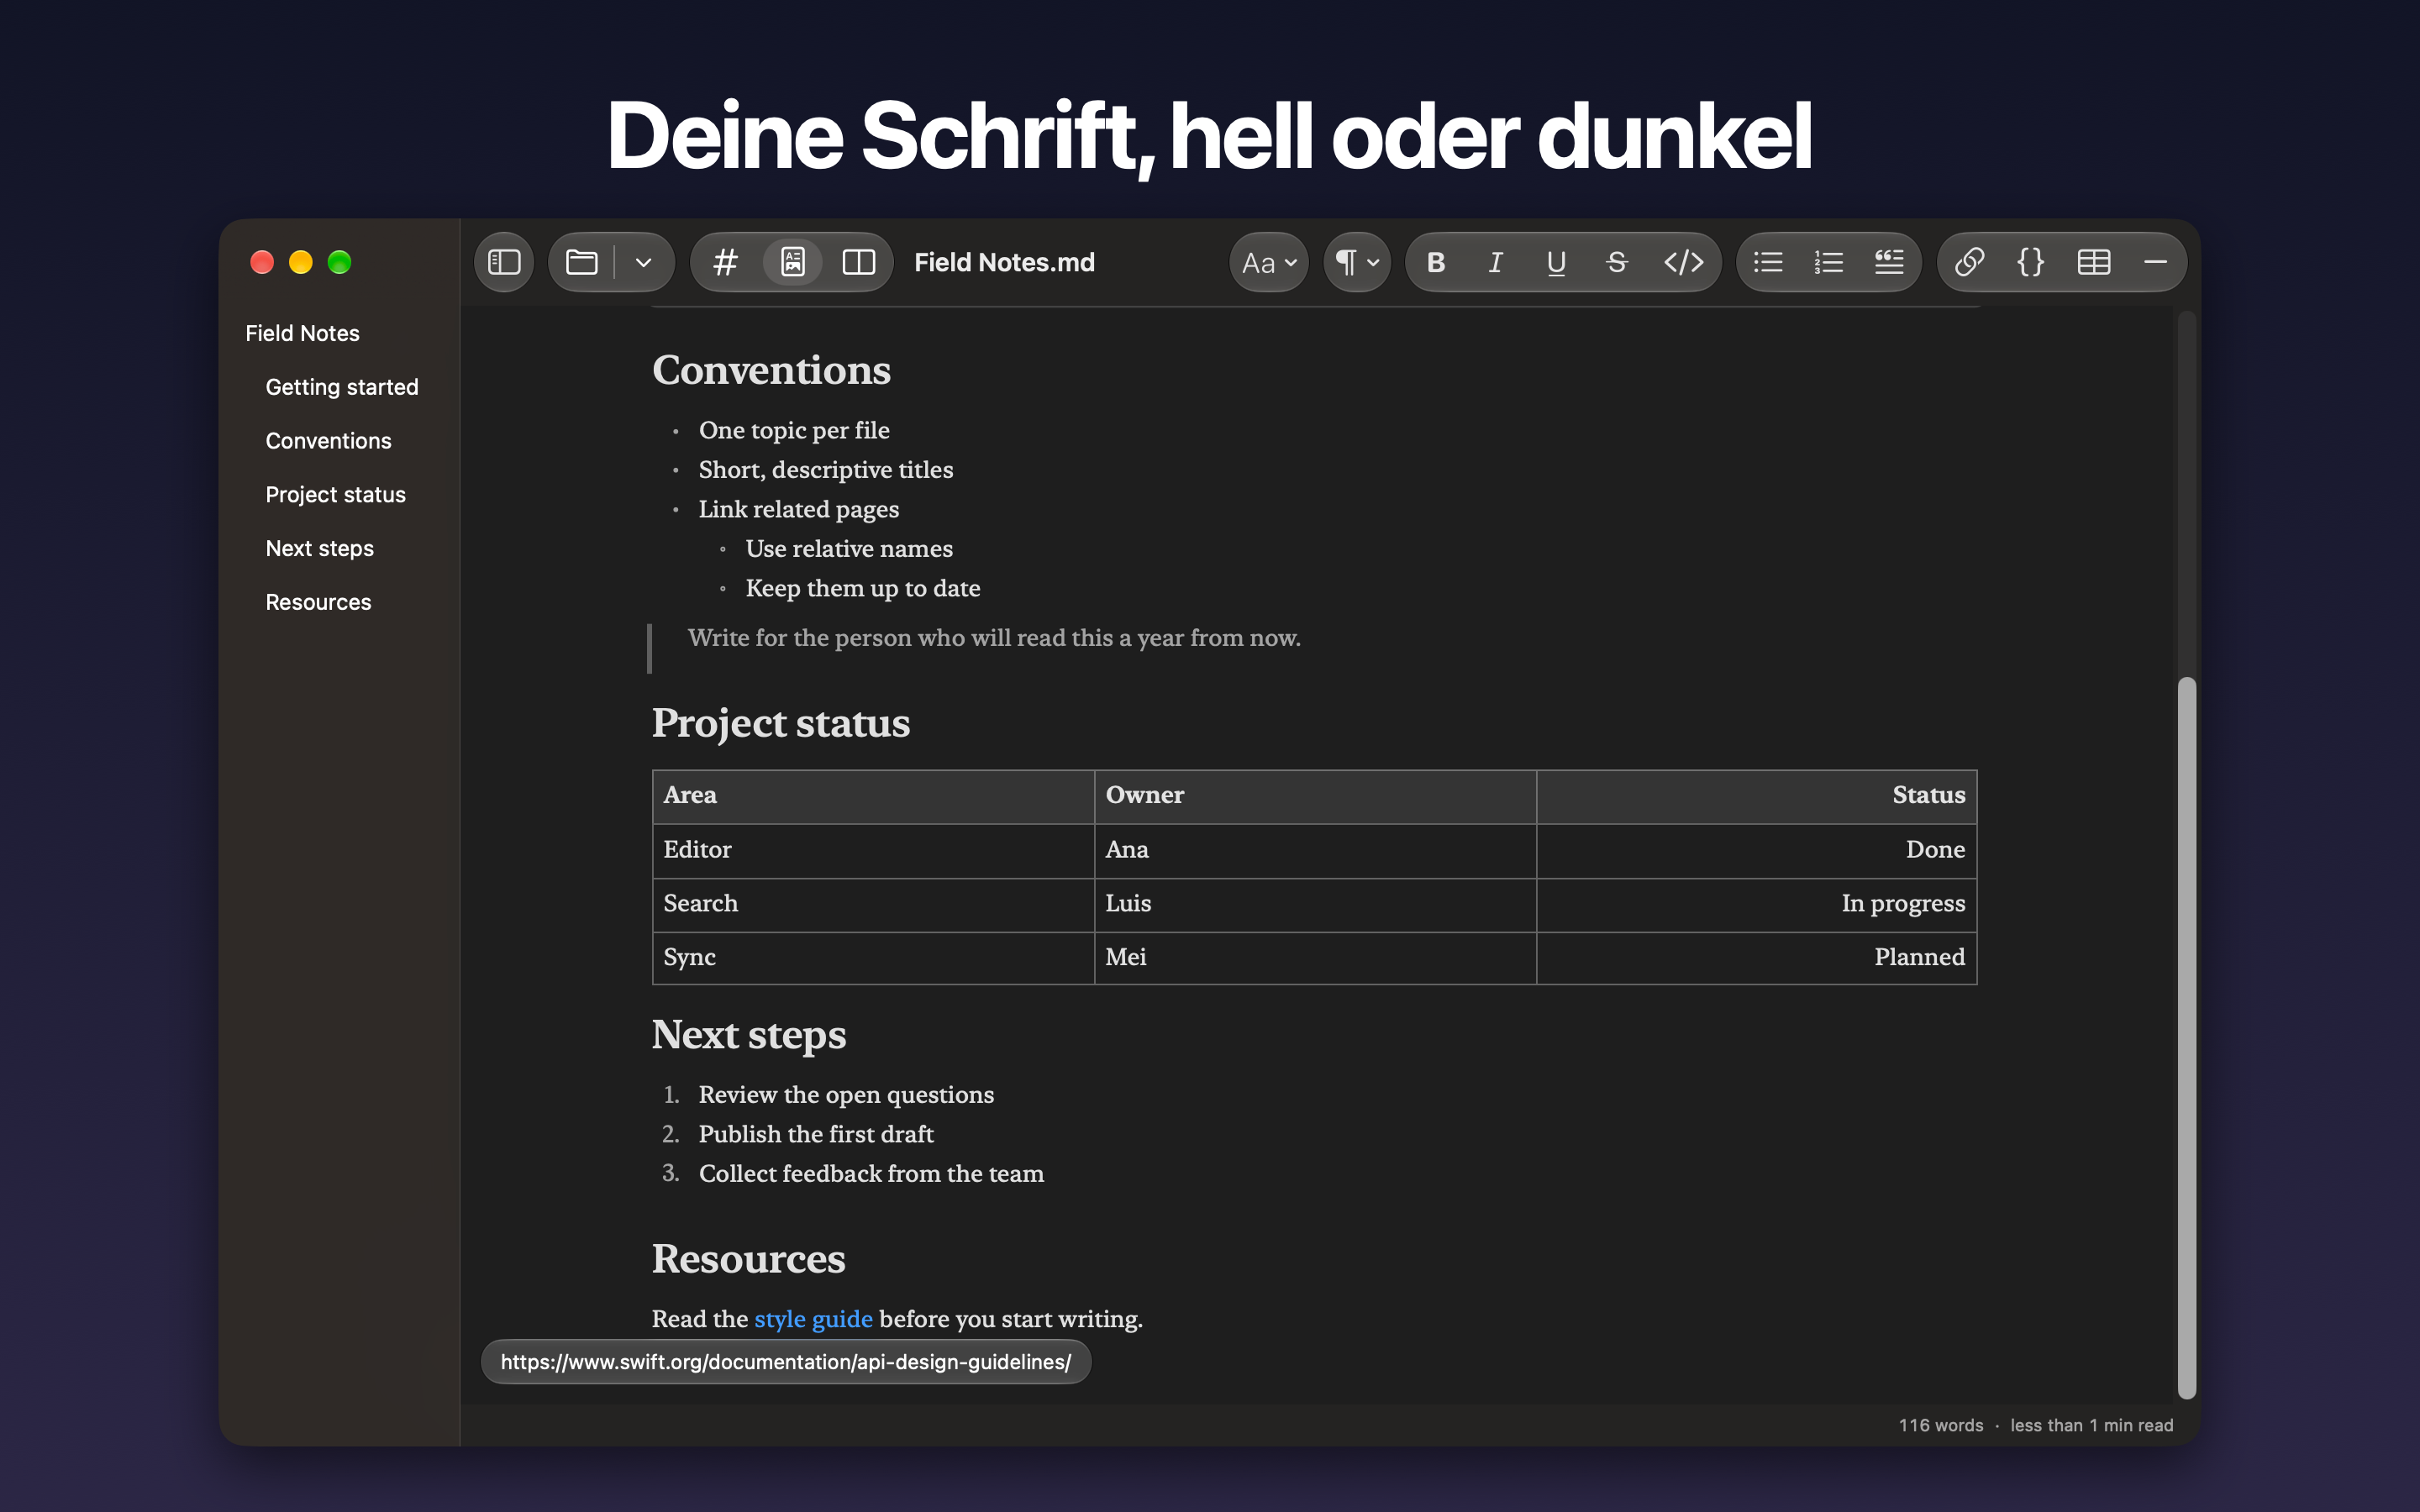 Deine Schrift, hell oder dunkel
Field Notes.md
Aa
B I U S </>
{}
Field Notes
Getting started
Conventions
Project status
Next steps
Resources
Conventions
• One topic per file
• Short, descriptive titles
• Link related pages
◦ Use relative names
◦ Keep them up to date
Write for the person who will read this a year from now.
Project status
Area Owner Status
Editor Ana Done
Search Luis In progress
Sync Mei Planned
Next steps
1. Review the open questions
2. Publish the first draft
3. Collect feedback from the team
Resources
Read the style guide before you start writing.
https://www.swift.org/documentation/api-design-guidelines/
116 words · less than 1 min read